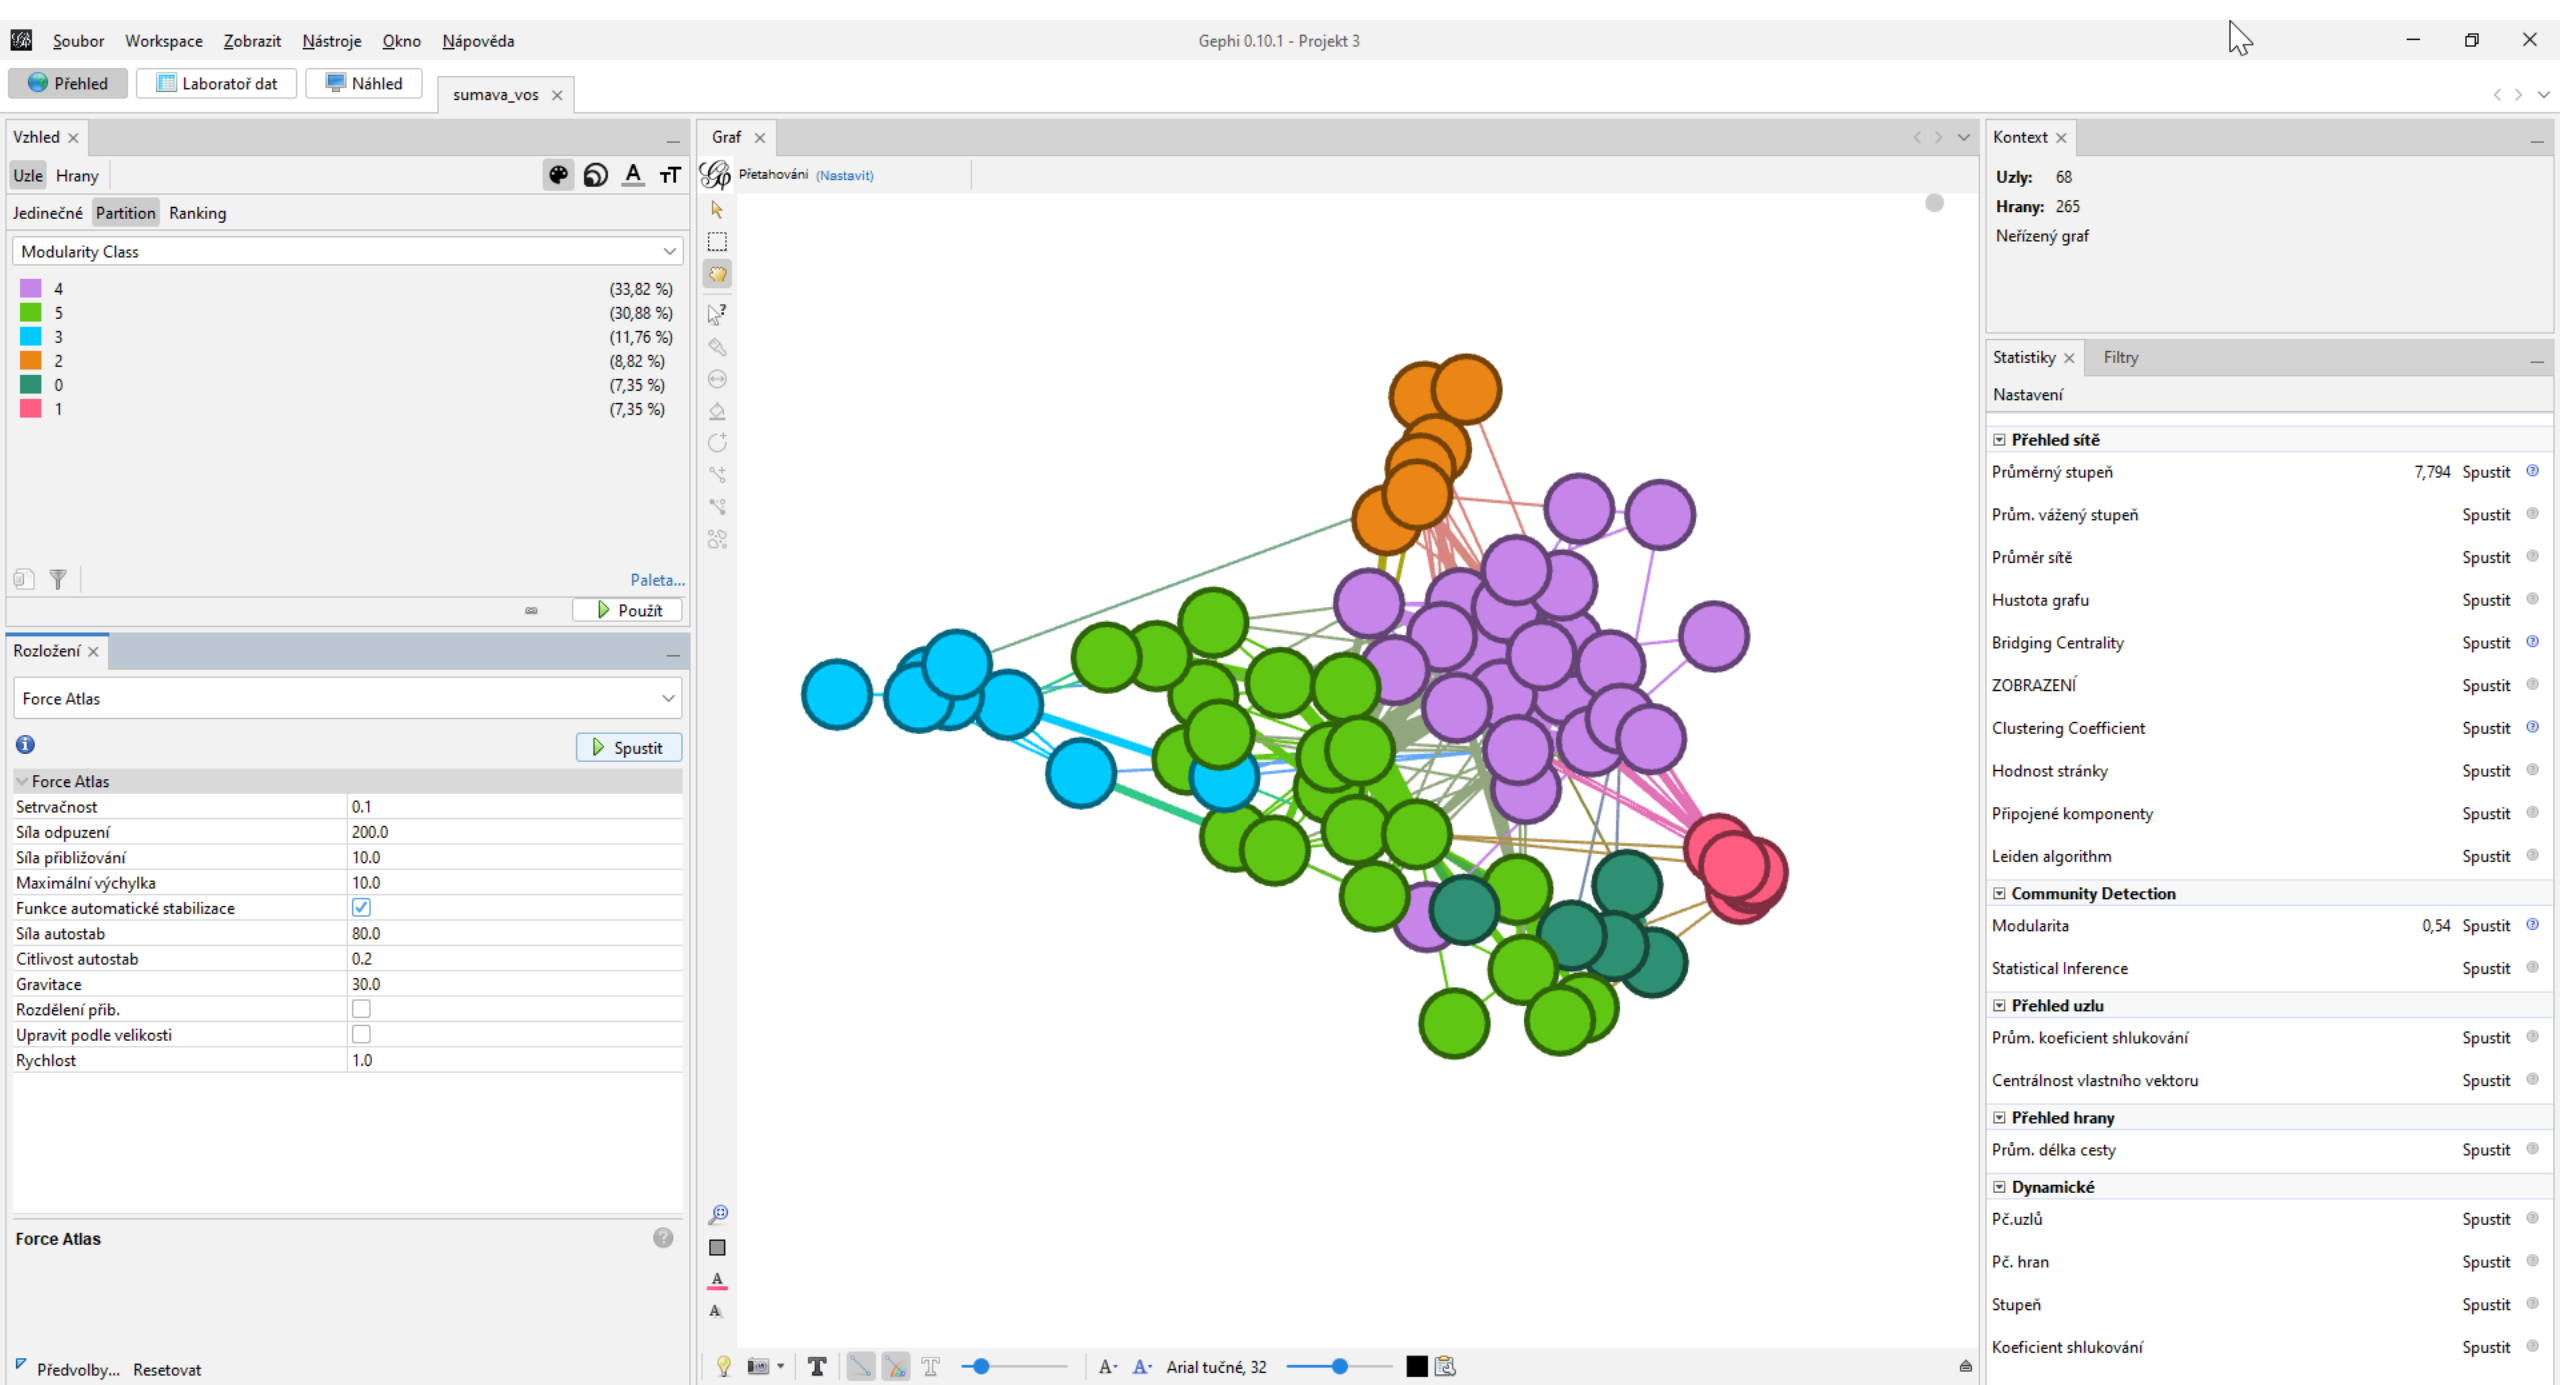 Soubor Workspace Zobrazit Nástroje Okno Nápověda
Gephi 0.10.1 - Projekt 3
Přehled
Laboratoř dat
Náhled
sumava_vos
Vzhled
Uzle Hrany
Jedinečné Partition Ranking
Modularity Class
4 (33,82 %)
5 (30,88 %)
3 (11,76 %)
2 (8,82 %)
0 (7,35 %)
1 (7,35 %)
Paleta...
Použít
Rozložení
Force Atlas
Spustit
Force Atlas
Setrvačnost 0.1
Síla odpuzení 200.0
Síla přibližování 10.0
Maximální výchylka 10.0
Funkce automatické stabilizace
Síla autostab 80.0
Citlivost autostab 0.2
Gravitace 30.0
Rozdělení přib.
Upravit podle velikosti
Rychlost 1.0
Force Atlas
Předvolby... Resetovat
Graf
Přetahování (Nastavit)
Arial tučné, 32
Kontext
Uzly: 68
Hrany: 265
Neřízený graf
Statistiky Filtry
Nastavení
Přehled sítě
Průměrný stupeň 7,794 Spustit
Prům. vážený stupeň Spustit
Průměr sítě Spustit
Hustota grafu Spustit
Bridging Centrality Spustit
ZOBRAZENÍ Spustit
Clustering Coefficient Spustit
Hodnost stránky Spustit
Připojené komponenty Spustit
Leiden algorithm Spustit
Community Detection
Modularita 0,54 Spustit
Statistical Inference Spustit
Přehled uzlu
Prům. koeficient shlukování Spustit
Centrálnost vlastního vektoru Spustit
Přehled hrany
Prům. délka cesty Spustit
Dynamické
Pč.uzlů Spustit
Pč. hran Spustit
Stupeň Spustit
Koeficient shlukování Spustit